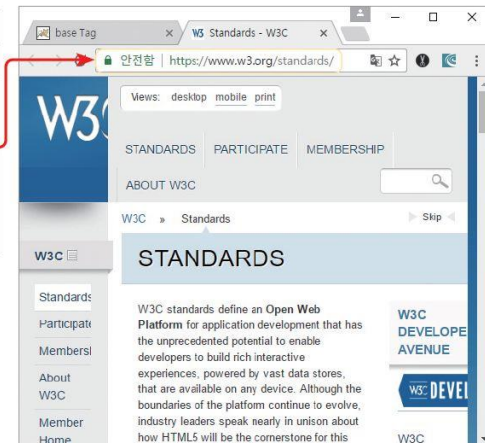 base Tag
W3 Standards - W3C
안전함 | https://www.w3.org/standards/
W3C
Views: desktop mobile print
STANDARDS PARTICIPATE MEMBERSHIP
ABOUT W3C
W3C » Standards
Skip
W3C
Standards
Participate
Membersl
About
W3C
Member
Home
STANDARDS
W3C standards define an Open Web
Platform for application development that has
the unprecedented potential to enable
developers to build rich interactive
experiences, powered by vast data stores,
that are available on any device. Although the
boundaries of the platform continue to evolve,
industry leaders speak nearly in unison about
how HTML5 will be the cornerstone for this
W3C
DEVELOPE
AVENUE
W3C DEVEL
W3C